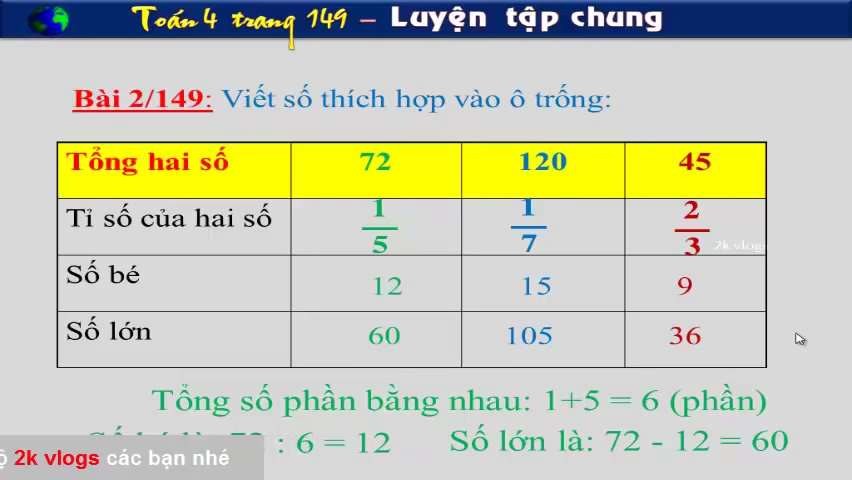 Toán 4 trang 149 – Luyện tập chung
Bài 2/149: Viết số thích hợp vào ô trống:
Tổng hai số 72 120 45
Tỉ số của hai số 1/5 1/7 2/3
2k vlogs
Số bé 12 15 9
Số lớn 60 105 36
Tổng số phần bằng nhau: 1+5 = 6 (phần)
: 6 = 12 Số lớn là: 72 - 12 = 60
2k vlogs các bạn nhé